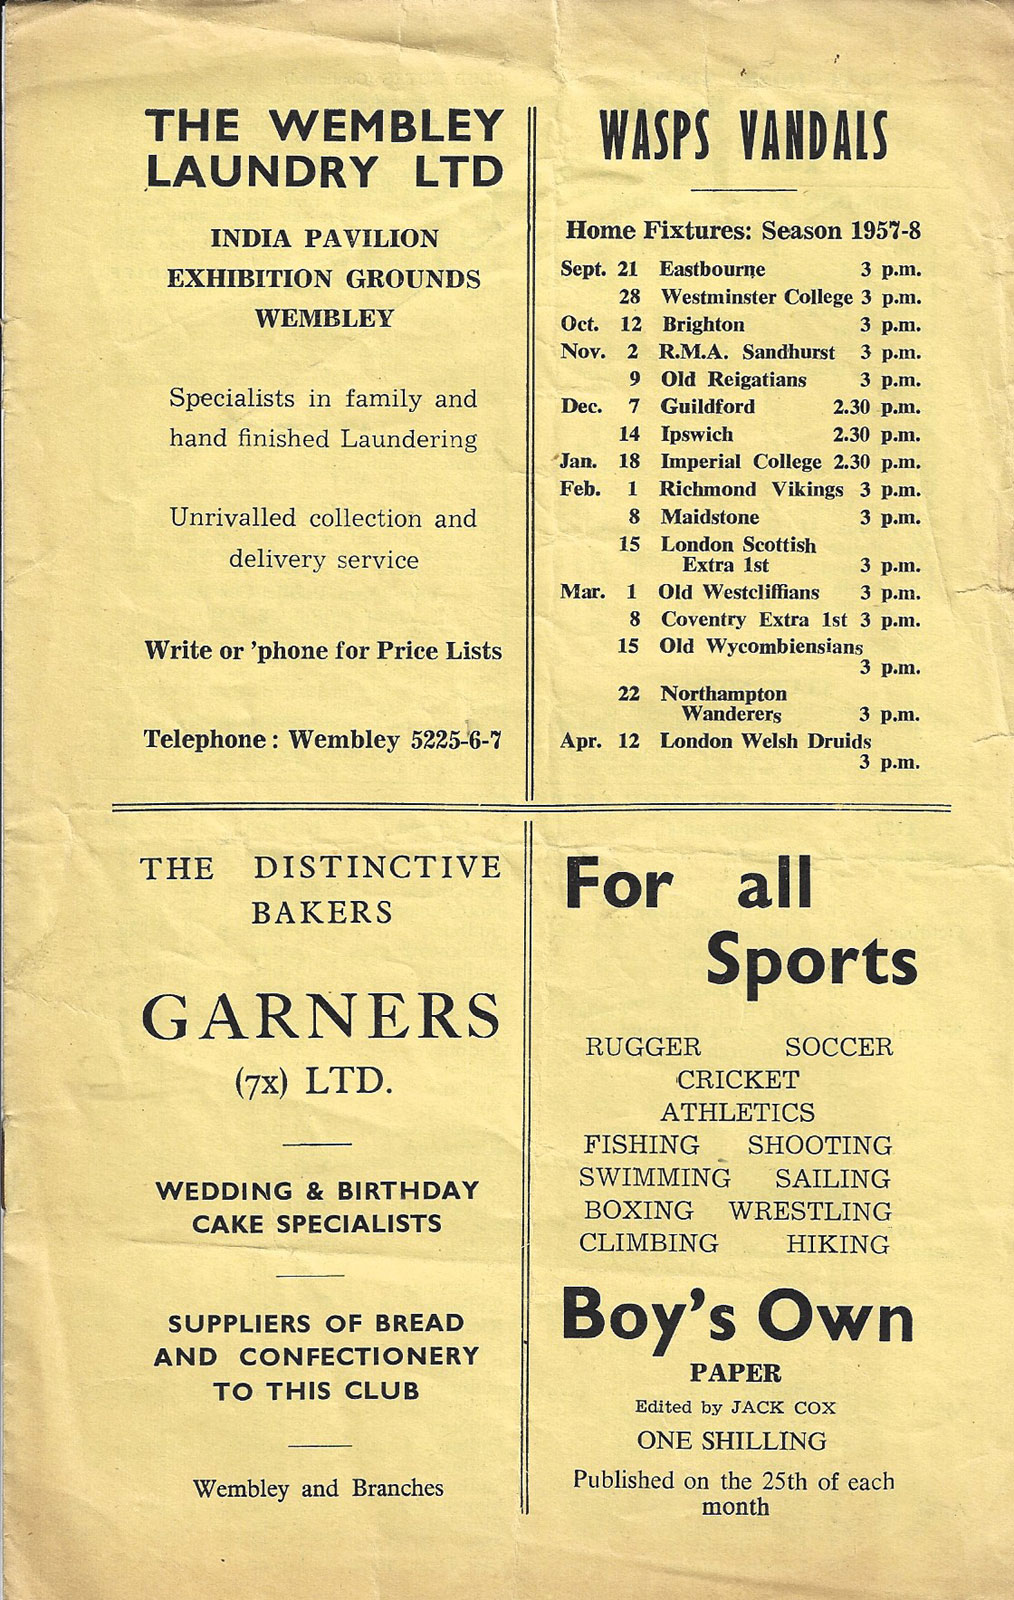 THE WEMBLEY
LAUNDRY LTD
INDIA PAVILION
EXHIBITION GROUNDS
WEMBLEY
Specialists in family and
hand finished Laundering
Unrivalled collection and
delivery service
Write or 'phone for Price Lists
Telephone: Wembley 5225-6-7
WASPS VANDALS
Home Fixtures: Season 1957-8
Sept. 21 Eastbourne 3 p.m.
28 Westminster College 3 p.m.
Oct. 12 Brighton 3 p.m.
Nov. 2 R.M.A. Sandhurst 3 p.m.
9 Old Reigatians 3 p.m.
Dec. 7 Guildford 2.30 p.m.
14 Ipswich 2.30 p.m.
Jan. 18 Imperial College 2.30 p.m.
Feb. 1 Richmond Vikings 3 p.m.
8 Maidstone 3 p.m.
15 London Scottish
Extra 1st 3 p.m.
Mar. 1 Old Westcliffians 3 p.m.
8 Coventry Extra 1st 3 p.m.
15 Old Wycombiensians
3 p.m.
22 Northampton
Wanderers 3 p.m.
Apr. 12 London Welsh Druids
3 p.m.
THE DISTINCTIVE
BAKERS
GARNERS
(7x) LTD.
WEDDING & BIRTHDAY
CAKE SPECIALISTS
SUPPLIERS OF BREAD
AND CONFECTIONERY
TO THIS CLUB
Wembley and Branches
For all
Sports
RUGGER SOCCER
CRICKET
ATHLETICS
FISHING SHOOTING
SWIMMING SAILING
BOXING WRESTLING
CLIMBING HIKING
Boy's Own
PAPER
Edited by JACK COX
ONE SHILLING
Published on the 25th of each
month